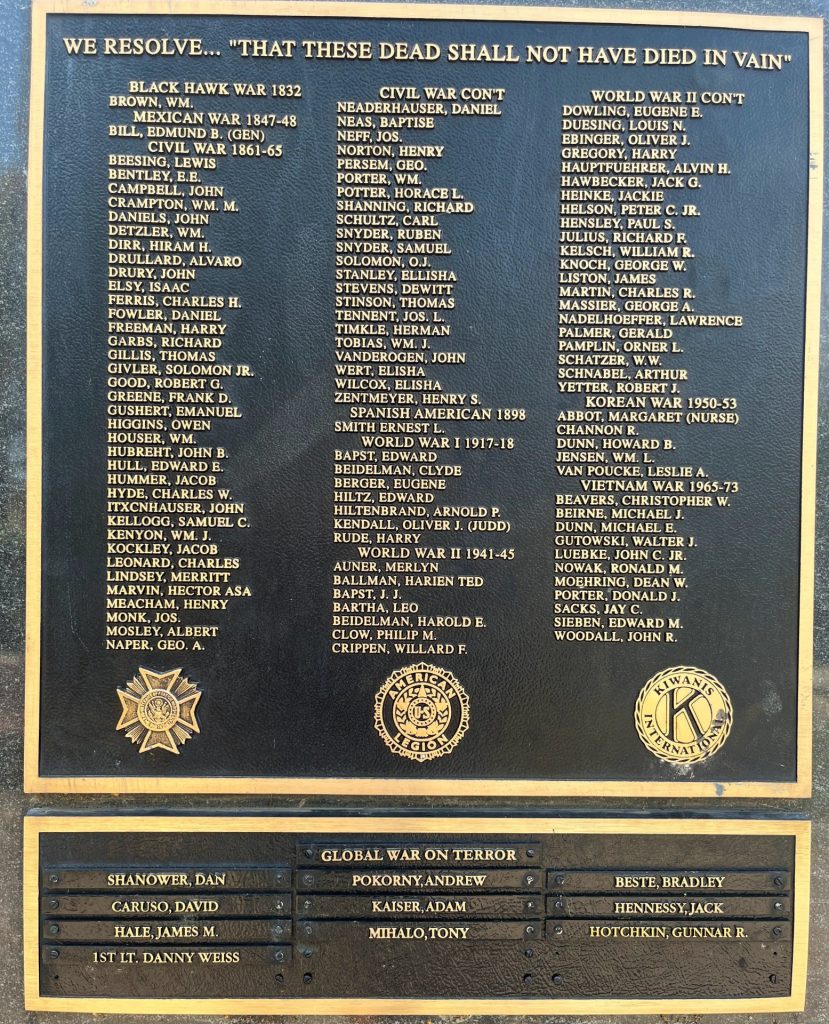 WE RESOLVE... "THAT THESE DEAD SHALL NOT HAVE DIED IN VAIN"
BLACK HAWK WAR 1832
BROWN, WM.
MEXICAN WAR 1847-48
BILL, EDMUND B. (GEN)
CIVIL WAR 1861-65
BEESING, LEWIS
BENTLEY, E.E.
CAMPBELL, JOHN
CRAMPTON, WM. M.
DANIELS, JOHN
DETZLER, WM.
DIRR, HIRAM H.
DRULLARD, ALVARO
DRURY, JOHN
ELSY, ISAAC
FERRIS, CHARLES H.
FOWLER, DANIEL
FREEMAN, HARRY
GARBS, RICHARD
GILLIS, THOMAS
GIVLER, SOLOMON JR.
GOOD, ROBERT G.
GREENE, FRANK D.
GUSHERT, EMANUEL
HIGGINS, OWEN
HOUSER, WM.
HUBREHT, JOHN B.
HULL, EDWARD E.
HUMMER, JACOB
HYDE, CHARLES W.
ITXCNHAUSER, JOHN
KELLOGG, SAMUEL C.
KENYON, WM. J.
KOCKLEY, JACOB
LEONARD, CHARLES
LINDSEY, MERRITT
MARVIN, HECTOR ASA
MEACHAM, HENRY
MONK, JOS.
MOSLEY, ALBERT
NAPER, GEO. A.
CIVIL WAR CON'T
NEADERHAUSER, DANIEL
NEAS, BAPTISE
NEFF, JOS.
NORTON, HENRY
PERSEM, GEO.
PORTER, WM.
POTTER, HORACE L.
SHANNING, RICHARD
SCHULTZ, CARL
SNYDER, RUBEN
SNYDER, SAMUEL
SOLOMON, O.J.
STANLEY, ELLISHA
STEVENS, DEWITT
STINSON, THOMAS
TENNENT, JOS. L.
TIMKLE, HERMAN
TOBIAS, WM. J.
VANDEROGEN, JOHN
WERT, ELISHA
WILCOX, ELISHA
ZENTMEYER, HENRY S.
SPANISH AMERICAN 1898
SMITH ERNEST L.
WORLD WAR I 1917-18
BAPST, EDWARD
BEIDELMAN, CLYDE
BERGER, EUGENE
HILTZ, EDWARD
HILTENBRAND, ARNOLD P.
KENDALL, OLIVER J. (JUDD)
RUDE, HARRY
WORLD WAR II 1941-45
AUNER, MERLYN
BALLMAN, HARIEN TED
BAPST, J. J.
BARTHA, LEO
BEIDELMAN, HAROLD E.
CLOW, PHILIP M.
CRIPPEN, WILLARD F.
WORLD WAR II CON'T
DOWLING, EUGENE E.
DUESING, LOUIS N.
EBINGER, OLIVER J.
GREGORY, HARRY
HAUPTFUEHRER, ALVIN H.
HAWBECKER, JACK G.
HEINKE, JACKIE
HELSON, PETER C. JR.
HENSLEY, PAUL S.
JULIUS, RICHARD F.
KELSCH, WILLIAM R.
KNOCH, GEORGE W.
LISTON, JAMES
MARTIN, CHARLES R.
MASSIER, GEORGE A.
NADELHOEFFER, LAWRENCE
PALMER, GERALD
PAMPLIN, ORNER L.
SCHATZER, W.W.
SCHNABEL, ARTHUR
YETTER, ROBERT J.
KOREAN WAR 1950-53
ABBOT, MARGARET (NURSE)
CHANNON R.
DUNN, HOWARD B.
JENSEN, WM. L.
VAN POUCKE, LESLIE A.
VIETNAM WAR 1965-73
BEAVERS, CHRISTOPHER W.
BEIRNE, MICHAEL J.
DUNN, MICHAEL E.
GUTOWSKI, WALTER J.
LUEBKE, JOHN C. JR.
NOWAK, RONALD M.
MOEHRING, DEAN W.
PORTER, DONALD J.
SACKS, JAY C.
SIEBEN, EDWARD M.
WOODALL, JOHN R.
AMERICAN
U.S
LEGION
KIWANIS
K
INTERNATIONAL
GLOBAL WAR ON TERROR
SHANOWER, DAN
POKORNY, ANDREW
BESTE, BRADLEY
CARUSO, DAVID
KAISER, ADAM
HENNESSY, JACK
HALE, JAMES M.
MIHALO, TONY
HOTCHKIN, GUNNAR R.
1ST LT. DANNY WEISS